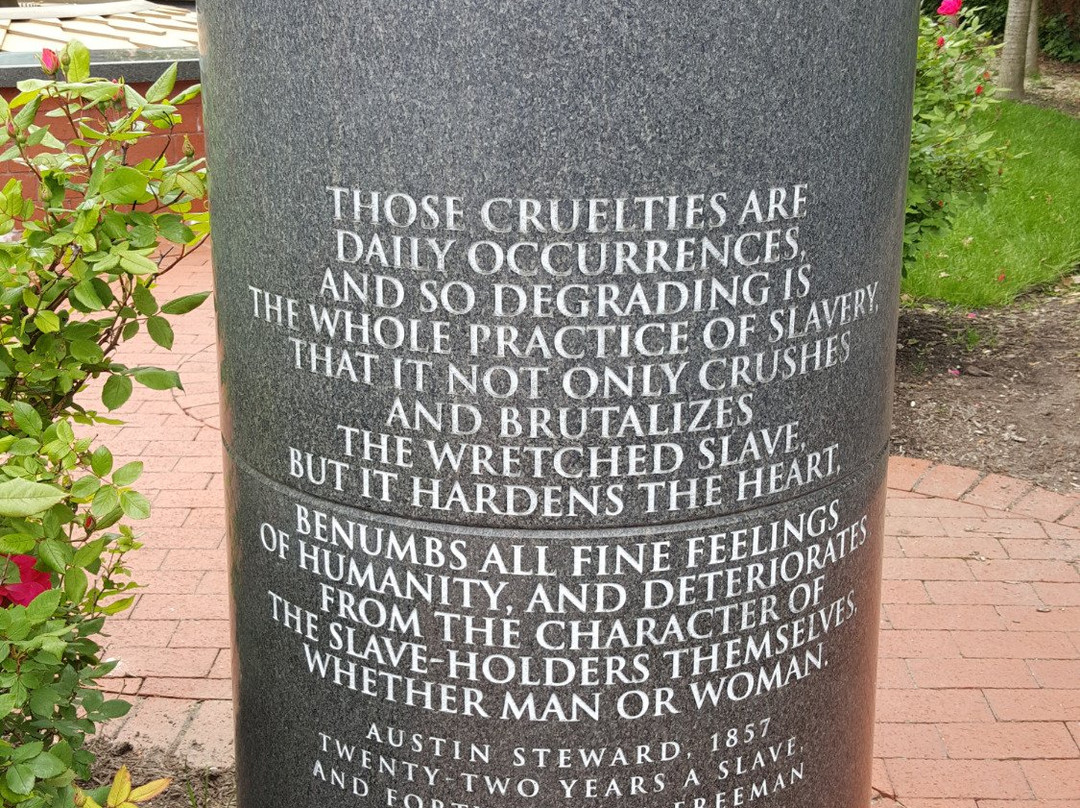 THOSE CRUELTIES ARE
DAILY OCCURRENCES,
AND SO DEGRADING IS
THE WHOLE PRACTICE OF SLAVERY,
THAT IT NOT ONLY CRUSHES
AND BRUTALIZES
THE WRETCHED SLAVE,
BUT IT HARDENS THE HEART,
BENUMBS ALL FINE FEELINGS
OF HUMANITY, AND DETERIORATES
FROM THE CHARACTER OF
THE SLAVE-HOLDERS THEMSELVES,
WHETHER MAN OR WOMAN.
AUSTIN STEWARD, 1857
TWENTY-TWO YEARS A SLAVE,
AND FREEMAN